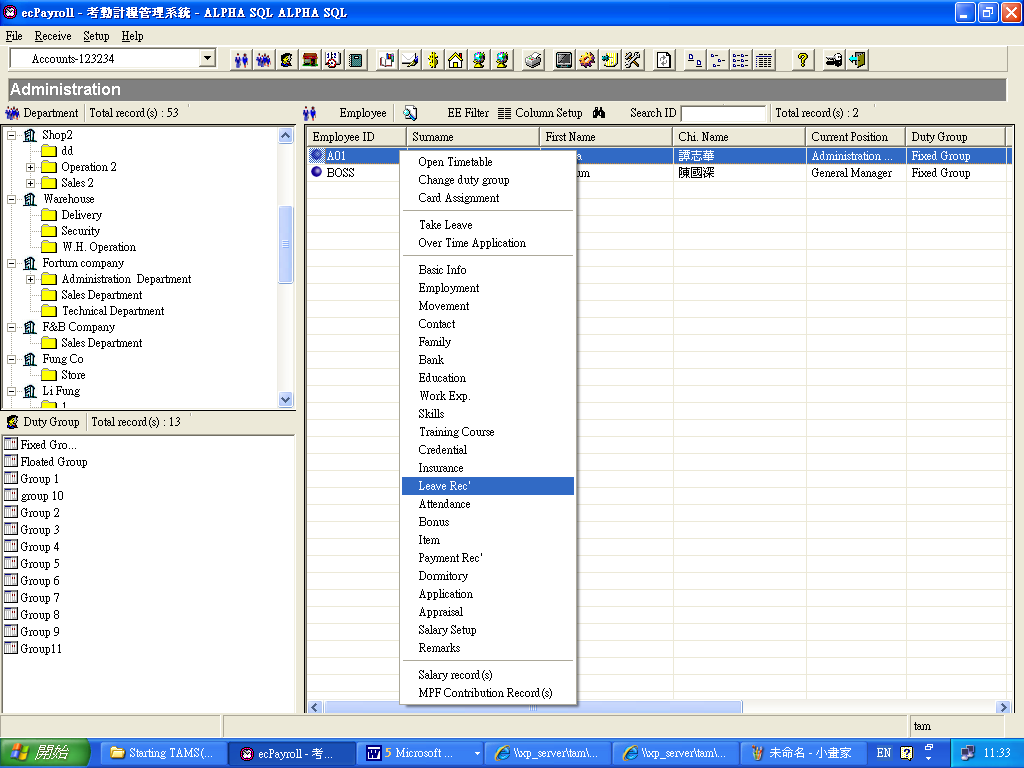 ecPayroll - 考勤計糧管理系統 - ALPHA SQL ALPHA SQL
File Receive Setup Help
Accounts-123234
Administration
Department Total record(s) : 53
Employee EE Filter Column Setup Search ID Total record(s) : 2
Shop2
dd
Operation 2
Sales 2
Warehouse
Delivery
Security
W.H. Operation
Forturn company
Administration Department
Sales Department
Technical Department
F&B Company
Sales Department
Fung Co
Store
Li Fung
1
Duty Group Total record(s) : 13
Fixed Gro...
Floated Group
Group 1
group 10
Group 2
Group 3
Group 4
Group 5
Group 6
Group 7
Group 8
Group 9
Group11
Employee ID Surname First Name Chi. Name Current Position Duty Group
A01 譚志華 Administration ... Fixed Group
BOSS 陳國深 General Manager Fixed Group
Open Timetable
Change duty group
Card Assignment
Take Leave
Over Time Application
Basic Info
Employment
Movement
Contact
Family
Bank
Education
Work Exp.
Skills
Training Course
Credential
Insurance
Leave Rec'
Attendance
Bonus
Item
Payment Rec'
Dormitory
Application
Appraisal
Salary Setup
Remarks
Salary record(s)
MPF Contribution Record(s)
tam
開始 Starting TAMS(... ecPayroll - 考... 5 Microsoft ... \\xp_server\tam\... \\xp_server\tam\... 未命名 - 小畫家 EN 11:33